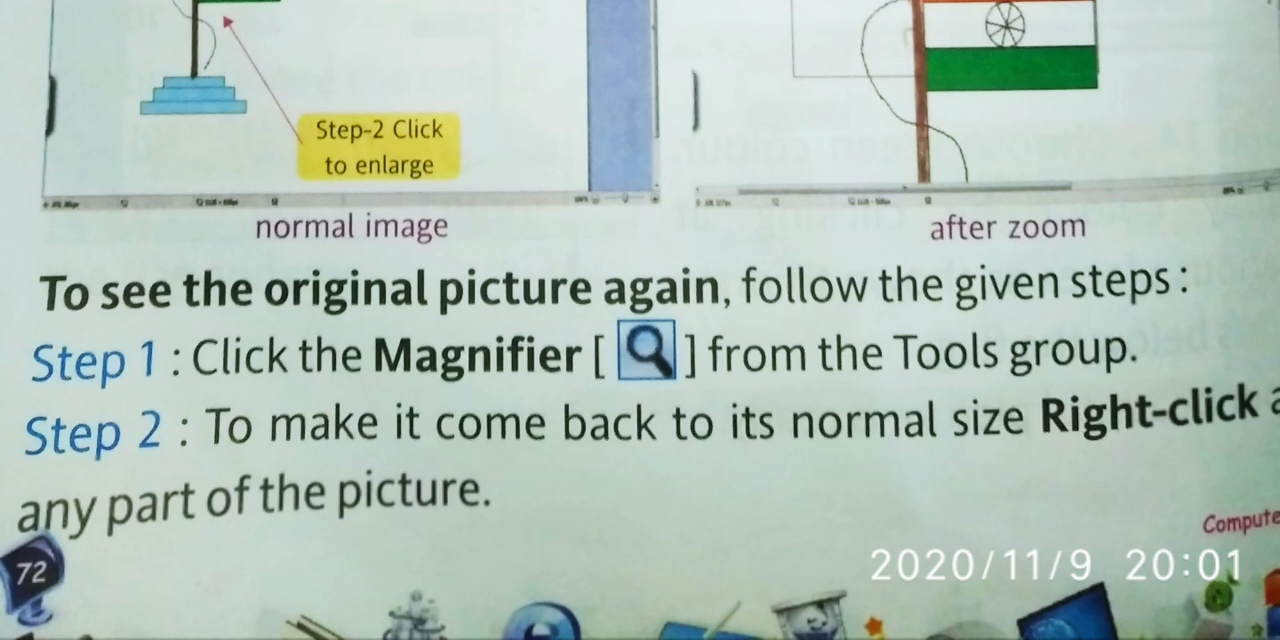 Step-2 Click
to enlarge
normal image
after zoom
To see the original picture again, follow the given steps :
Step 1 : Click the Magnifier [ ] from the Tools group.
Step 2 : To make it come back to its normal size Right-click
any part of the picture.
Compute
72
2020/11/9 20:01